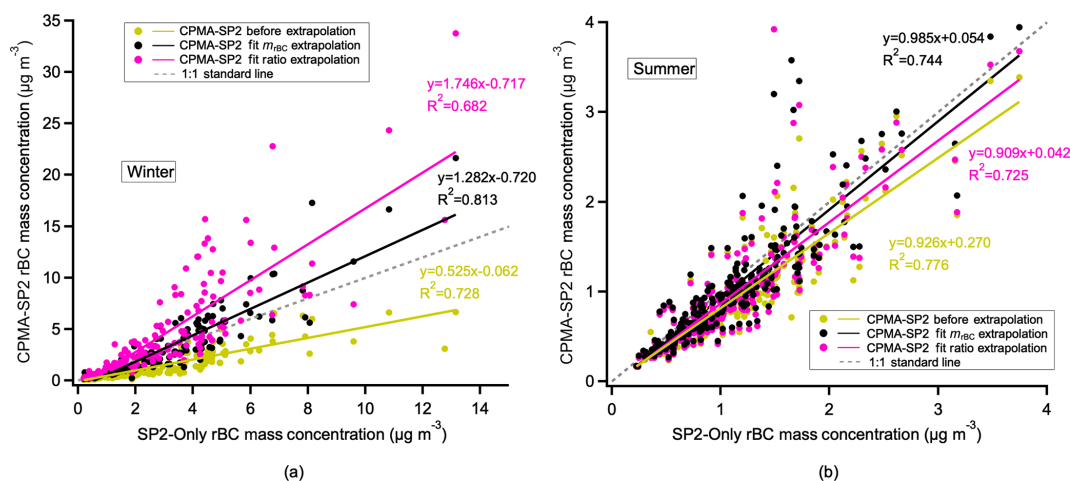 35
30
25
20
15
10
5
0
CPMA-SP2 rBC mass concentration (µg m⁻³)
CPMA-SP2 before extrapolation
CPMA-SP2 fit m_rBC extrapolation
CPMA-SP2 fit ratio extrapolation
1:1 standard line
y=1.746x-0.717
R²=0.682
Winter
y=1.282x-0.720
R²=0.813
y=0.525x-0.062
R²=0.728
0 2 4 6 8 10 12 14
SP2-Only rBC mass concentration (µg m⁻³)
(a)
4
3
2
1
0
CPMA-SP2 rBC mass concentration (µg m⁻³)
y=0.985x+0.054
R²=0.744
Summer
y=0.909x+0.042
R²=0.725
y=0.926x+0.270
R²=0.776
CPMA-SP2 before extrapolation
CPMA-SP2 fit m_rBC extrapolation
CPMA-SP2 fit ratio extrapolation
1:1 standard line
0 1 2 3 4
SP2-Only rBC mass concentration (µg m⁻³)
(b)